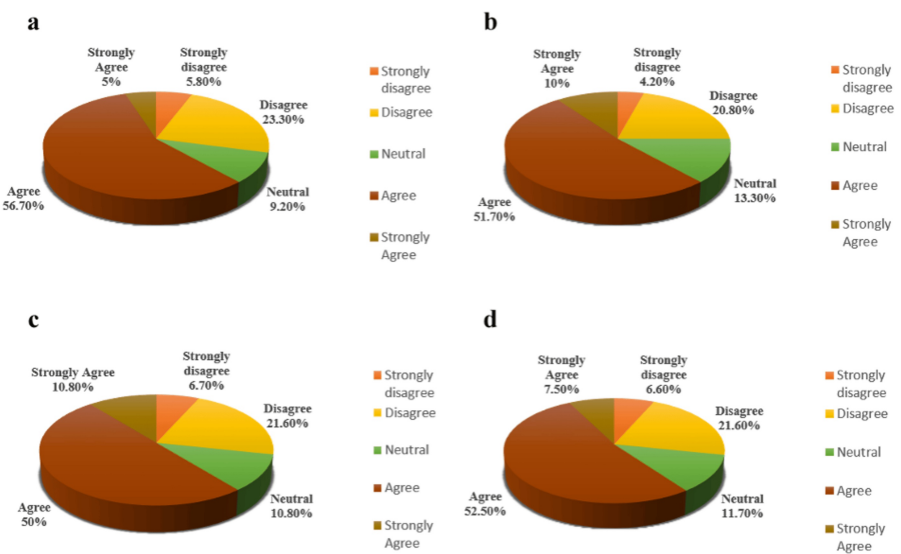 a
Strongly
Agree
5%
Strongly
disagree
5.80%
Disagree
23.30%
Neutral
9.20%
Agree
56.70%
Strongly
disagree
Disagree
Neutral
Agree
Strongly
Agree
b
Strongly
Agree
10%
Strongly
disagree
4.20%
Disagree
20.80%
Neutral
13.30%
Agree
51.70%
Strongly
disagree
Disagree
Neutral
Agree
Strongly
Agree
c
Strongly Agree
10.80%
Strongly
disagree
6.70%
Disagree
21.60%
Neutral
10.80%
Agree
50%
Strongly
disagree
Disagree
Neutral
Agree
Strongly
Agree
d
Strongly
Agree
7.50%
Strongly
disagree
6.60%
Disagree
21.60%
Neutral
11.70%
Agree
52.50%
Strongly
disagree
Disagree
Neutral
Agree
Strongly
Agree